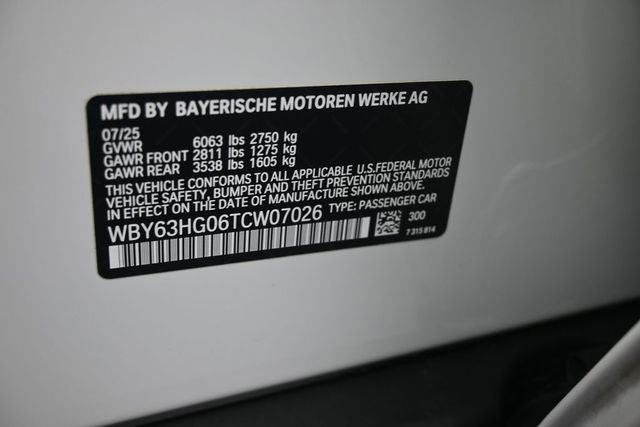 MFD BY BAYERISCHE MOTOREN WERKE AG
07/25
GVWR 6063 lbs 2750 kg
GAWR FRONT 2811 lbs 1275 kg
GAWR REAR 3538 lbs 1605 kg
THIS VEHICLE CONFORMS TO ALL APPLICABLE U.S.FEDERAL MOTOR
VEHICLE SAFETY, BUMPER AND THEFT PREVENTION STANDARDS
IN EFFECT ON THE DATE OF MANUFACTURE SHOWN ABOVE.
WBY63HG06TCW07026 TYPE: PASSENGER CAR
300
7 315 814